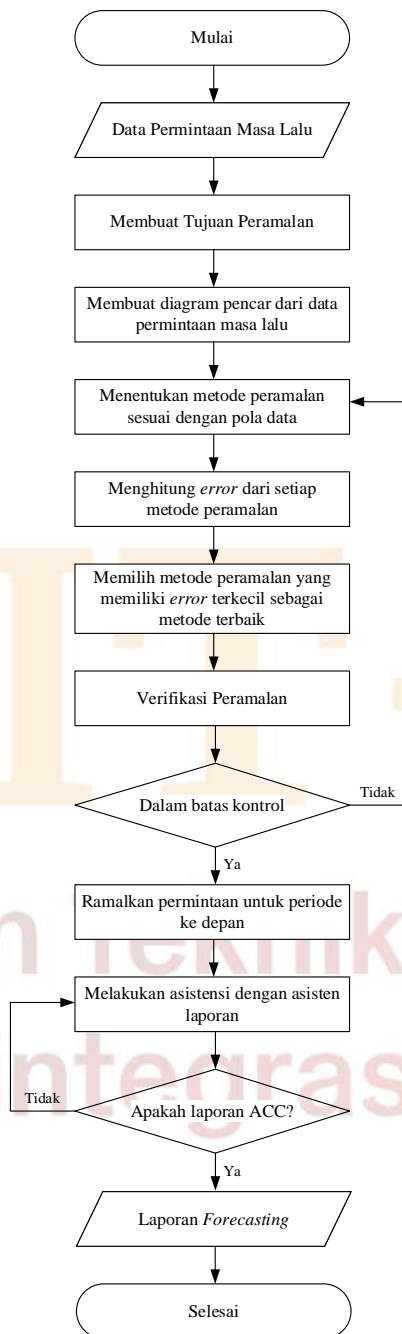 Mulai
Data Permintaan Masa Lalu
Membuat Tujuan Peramalan
Membuat diagram pencar dari data
permintaan masa lalu
Menentukan metode peramalan
sesuai dengan pola data
Menghitung error dari setiap
metode peramalan
Memilih metode peramalan yang
memiliki error terkecil sebagai
metode terbaik
Verifikasi Peramalan
Dalam batas kontrol
Tidak
Ya
Ramalkan permintaan untuk periode
ke depan
Melakukan asistensi dengan asisten
laporan
Tidak
Apakah laporan ACC?
Ya
Laporan Forecasting
Selesai